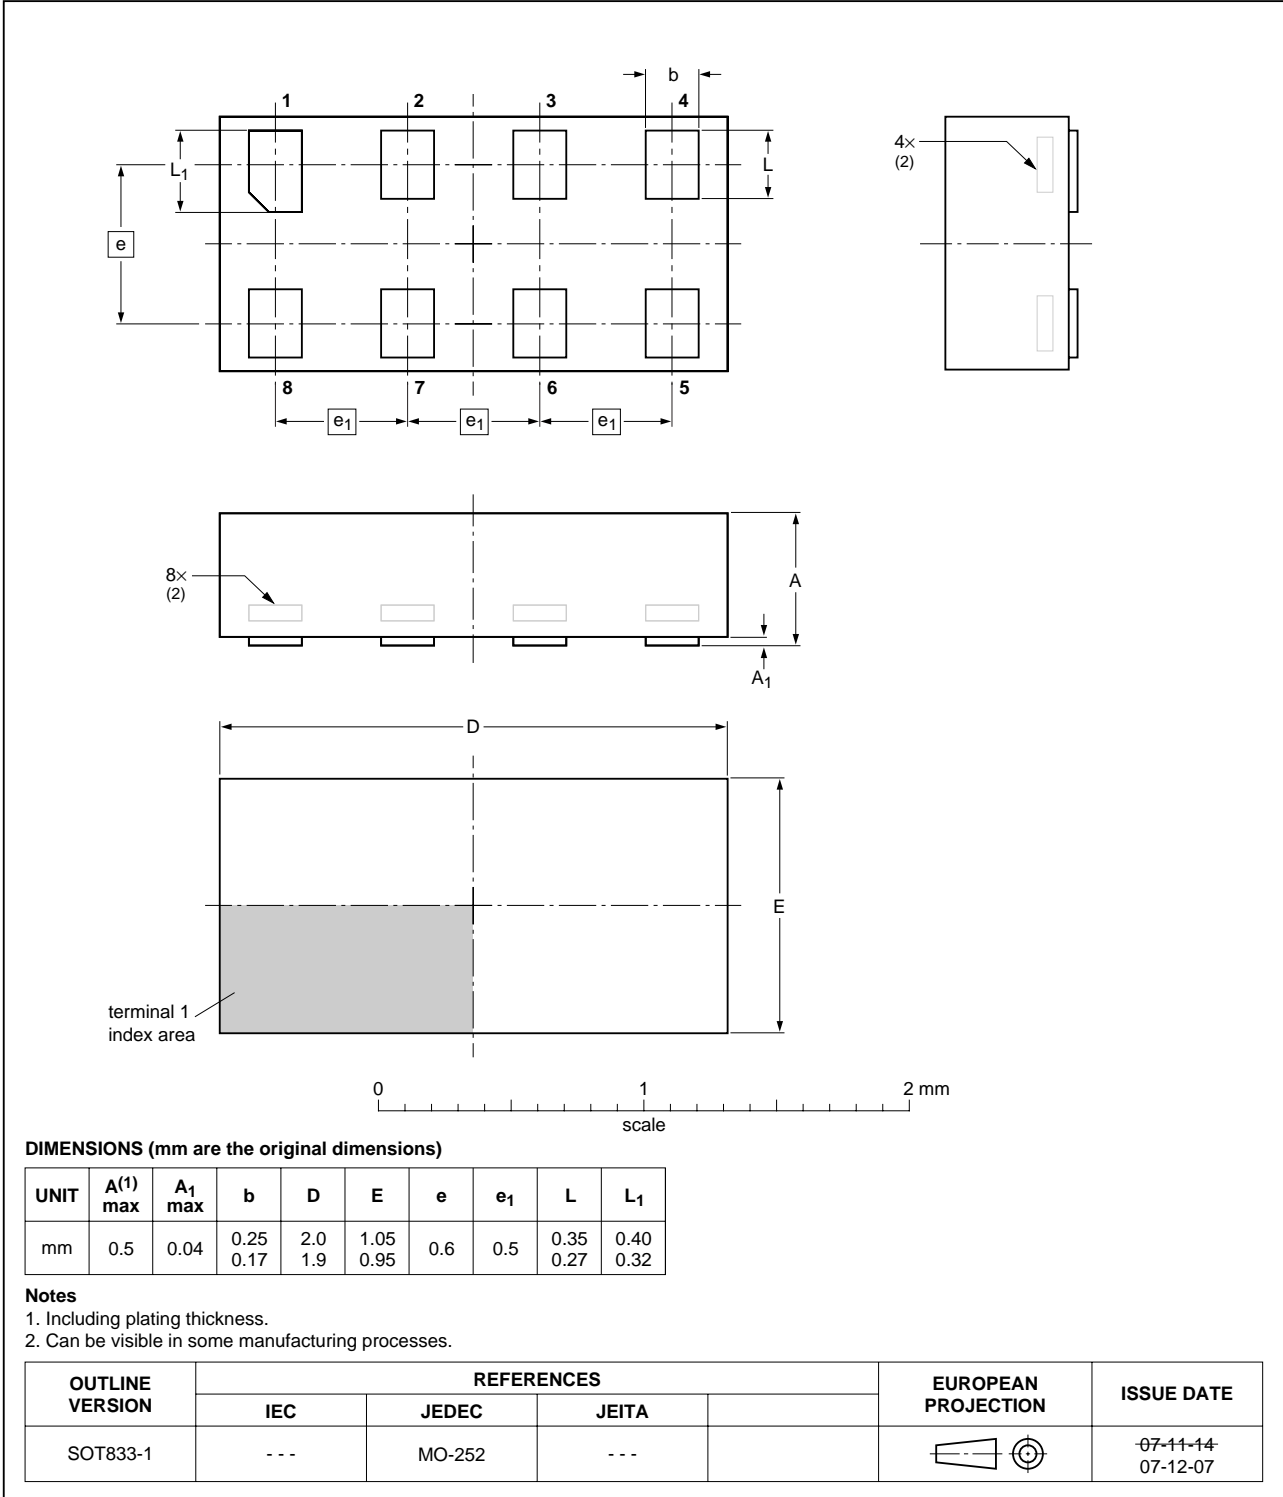 b
1 2 3 4
L1
L
e
8 7 6 5
e1 e1 e1
4×
(2)
8×
(2)
A
A1
D
E
terminal 1
index area
0 1 2 mm
scale
DIMENSIONS (mm are the original dimensions)
UNIT A(1) max A1 max b D E e e1 L L1
mm 0.5 0.04 0.25 0.17 2.0 1.9 1.05 0.95 0.6 0.5 0.35 0.27 0.40 0.32
Notes
1. Including plating thickness.
2. Can be visible in some manufacturing processes.
OUTLINE VERSION REFERENCES EUROPEAN PROJECTION ISSUE DATE
IEC JEDEC JEITA
SOT833-1 - - - MO-252 - - - 07-11-14
07-12-07